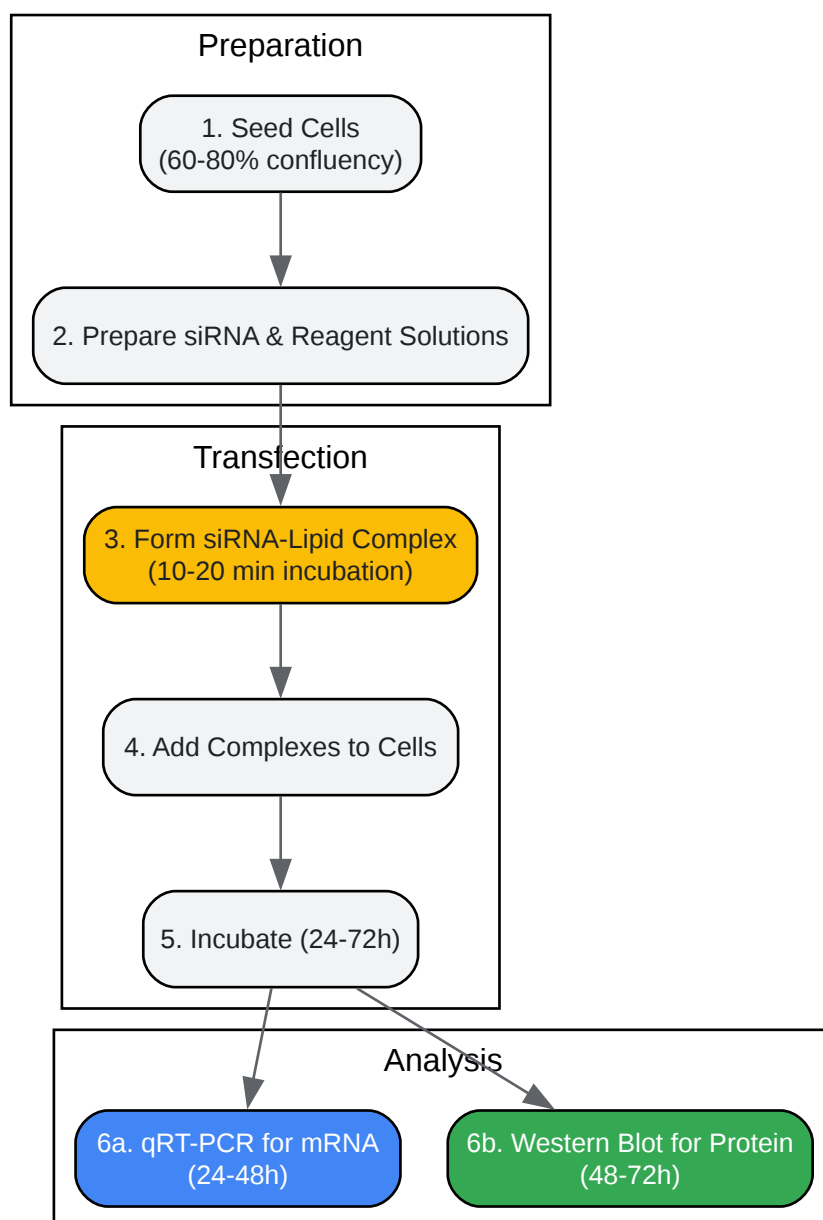 Preparation
1. Seed Cells
(60-80% confluency)
2. Prepare siRNA & Reagent Solutions
Transfection
3. Form siRNA-Lipid Complex
(10-20 min incubation)
4. Add Complexes to Cells
5. Incubate (24-72h)
Analysis
6a. qRT-PCR for mRNA
(24-48h)
6b. Western Blot for Protein
(48-72h)